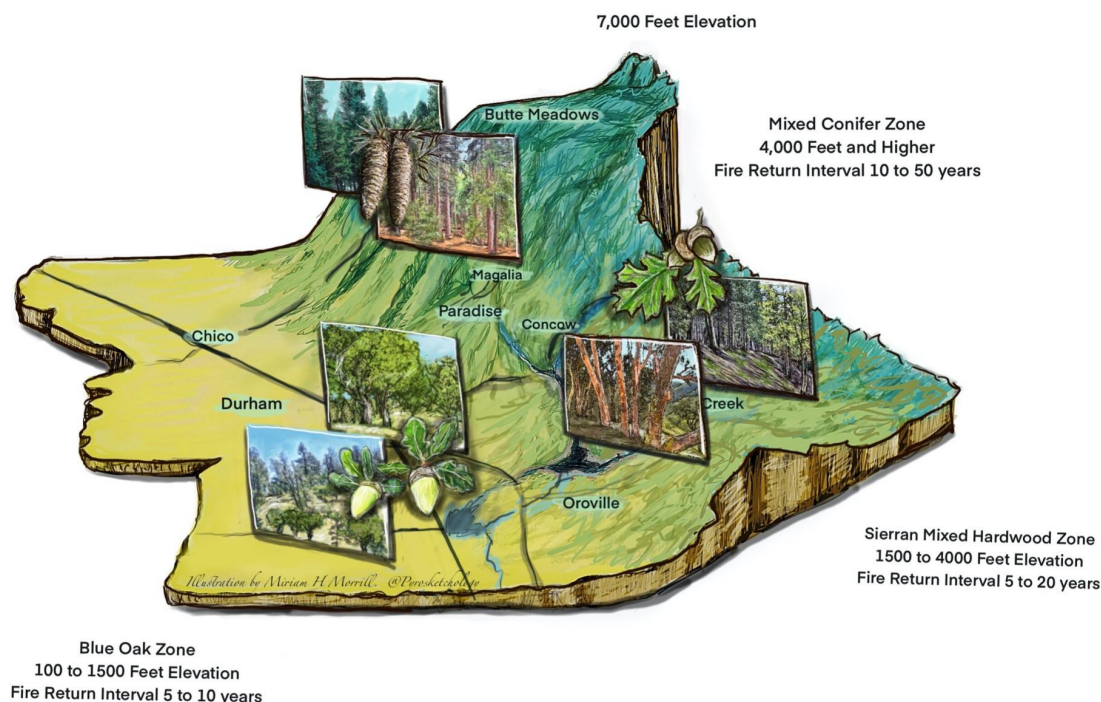 7,000 Feet Elevation
Butte Meadows
Mixed Conifer Zone
4,000 Feet and Higher
Fire Return Interval 10 to 50 years
Magalia
Paradise
Concow
Chico
Durham
Creek
Oroville
Sierran Mixed Hardwood Zone
1500 to 4000 Feet Elevation
Fire Return Interval 5 to 20 years
Illustration by Miriam H Morrill. @Pyrosketchology
Blue Oak Zone
100 to 1500 Feet Elevation
Fire Return Interval 5 to 10 years